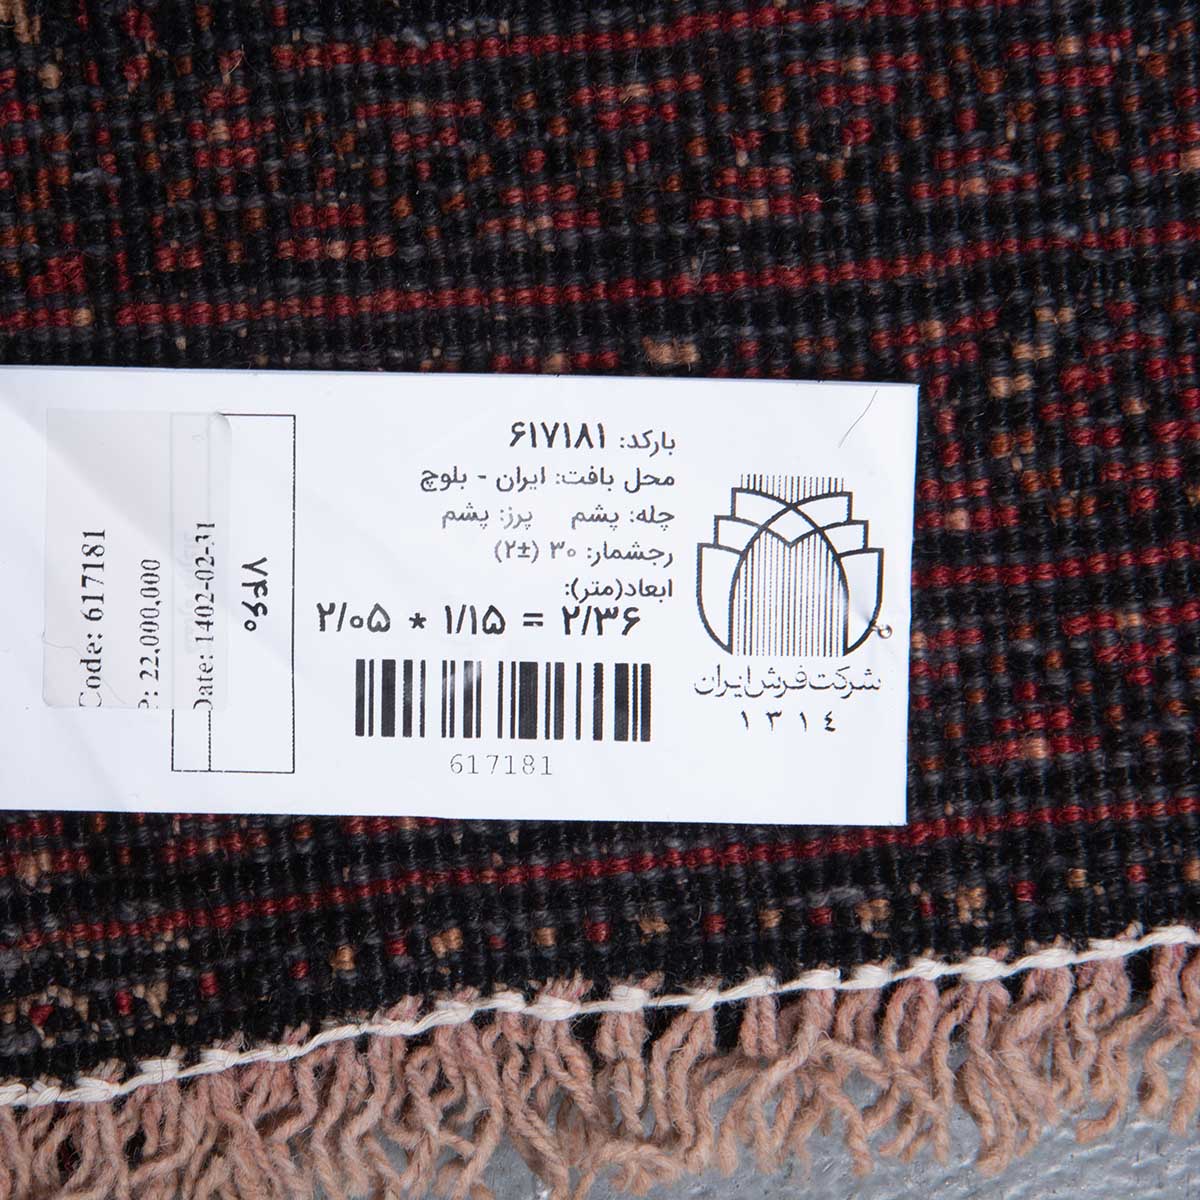 بارکد: ۶۱۷۱۸۱
محل بافت: ایران - بلوچ
چله: پشم پرز: پشم
رجشمار: ۳۰ (±۲)
ابعاد(متر):
۲/۰۵ * ۱/۱۵ = ۲/۳۶
617181
شرکت فرش ایران
۱۳۱٤
Code: 617181
P: 22,000,000
Date: 1402-02-31
۷۴۶۰